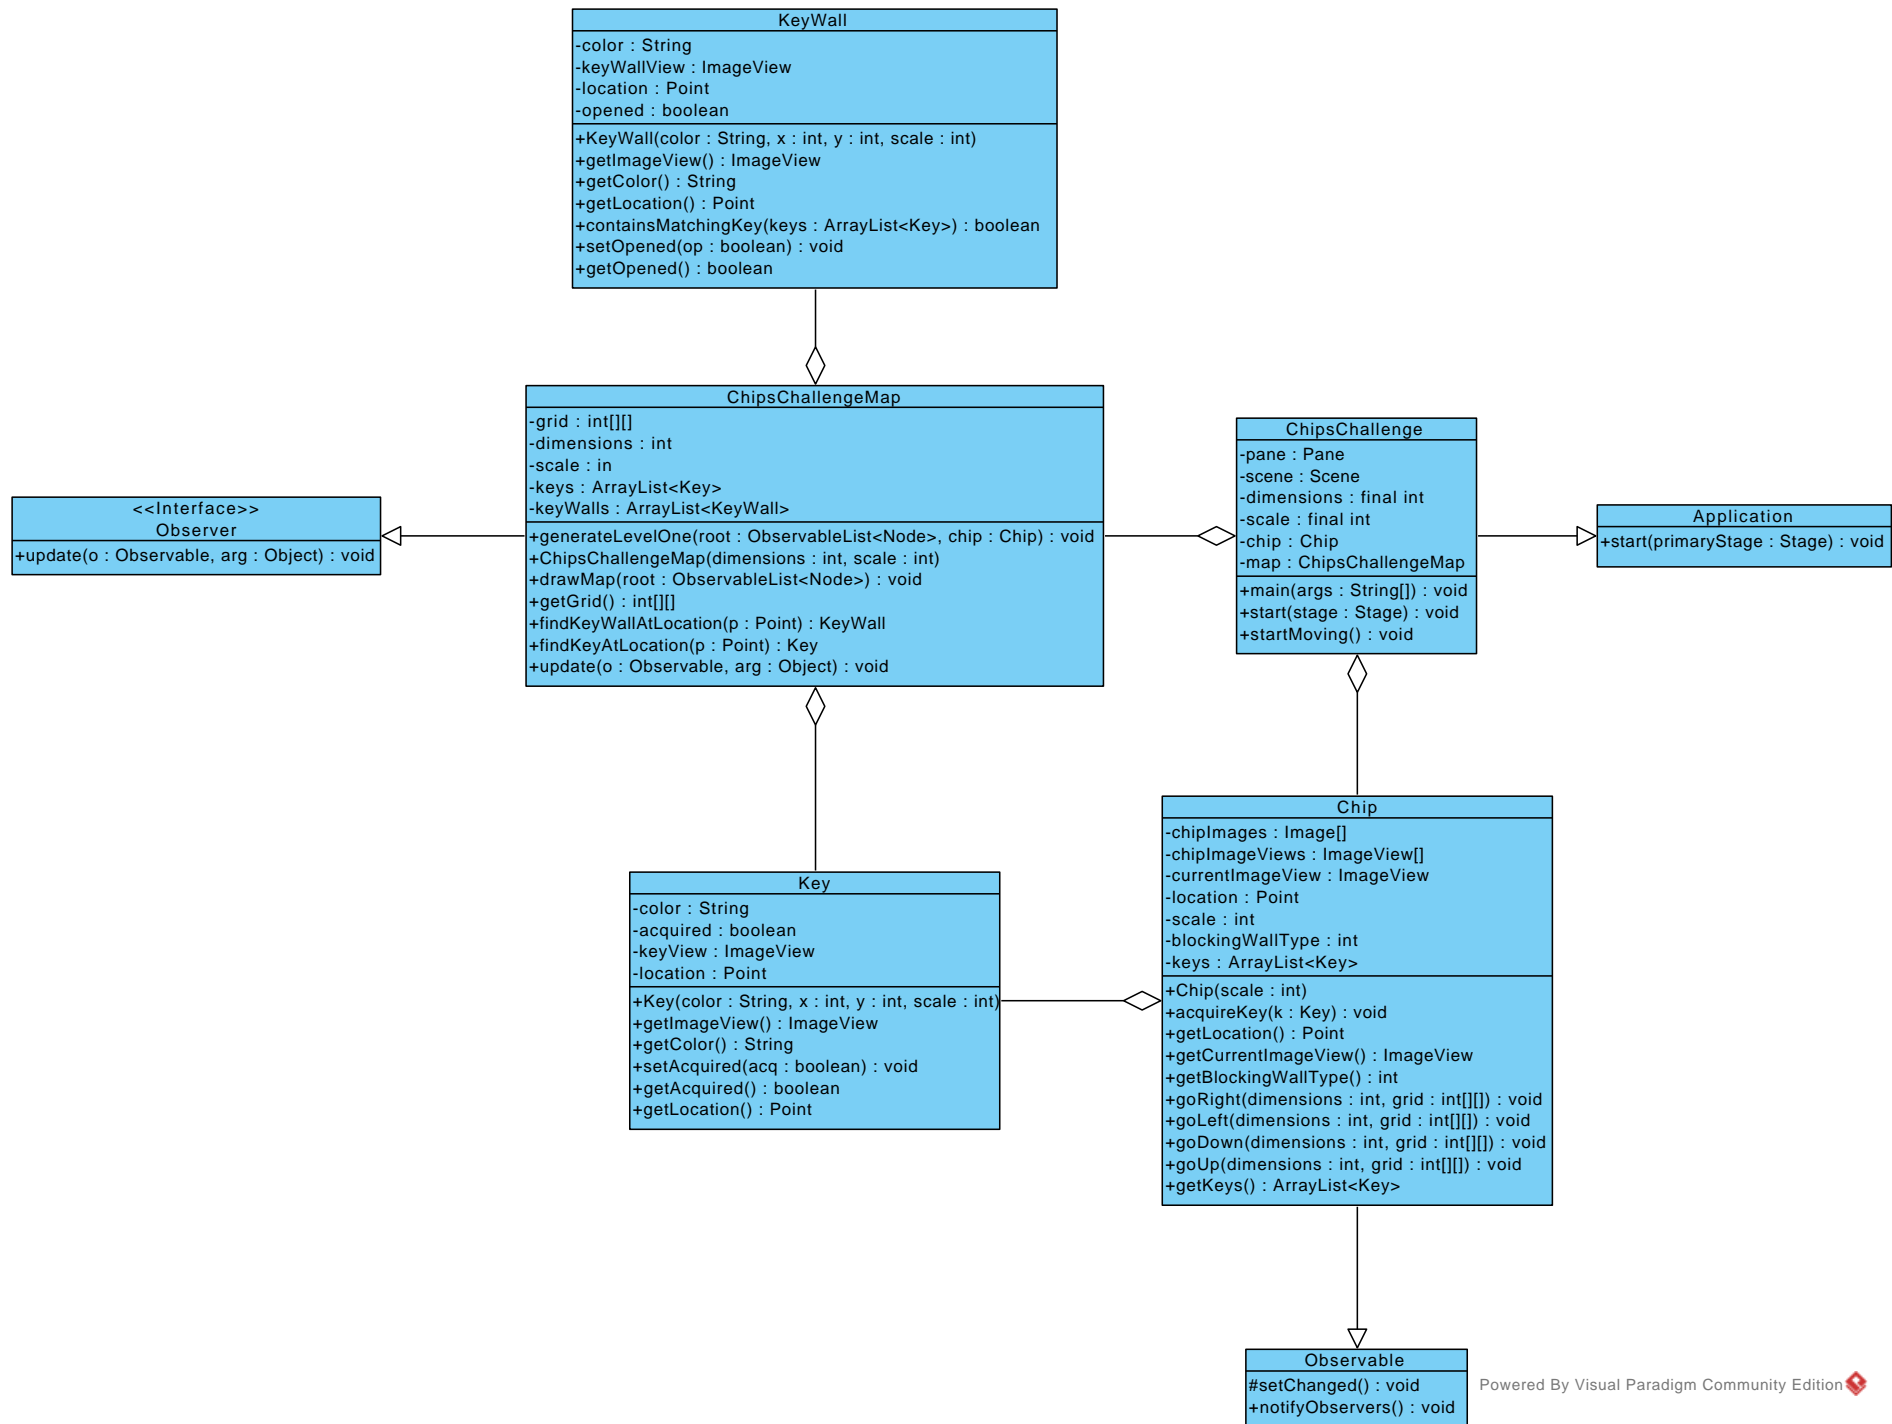 KeyWall
-color : String
-keyWallView : ImageView
-location : Point
-opened : boolean
+KeyWall(color : String, x : int, y : int, scale : int)
+getImageView() : ImageView
+getColor() : String
+getLocation() : Point
+containsMatchingKey(keys : ArrayList<Key>) : boolean
+setOpened(op : boolean) : void
+getOpened() : boolean
ChipsChallengeMap
-grid : int[][]
-dimensions : int
-scale : in
-keys : ArrayList<Key>
-keyWalls : ArrayList<KeyWall>
+generateLevelOne(root : ObservableList<Node>, chip : Chip) : void
+ChipsChallengeMap(dimensions : int, scale : int)
+drawMap(root : ObservableList<Node>) : void
+getGrid() : int[][]
+findKeyWallAtLocation(p : Point) : KeyWall
+findKeyAtLocation(p : Point) : Key
+update(o : Observable, arg : Object) : void
ChipsChallenge
-pane : Pane
-scene : Scene
-dimensions : final int
-scale : final int
-chip : Chip
-map : ChipsChallengeMap
+main(args : String[]) : void
+start(stage : Stage) : void
+startMoving() : void
<<Interface>>
Observer
+update(o : Observable, arg : Object) : void
Application
+start(primaryStage : Stage) : void
Key
-color : String
-acquired : boolean
-keyView : ImageView
-location : Point
+Key(color : String, x : int, y : int, scale : int)
+getImageView() : ImageView
+getColor() : String
+setAcquired(acq : boolean) : void
+getAcquired() : boolean
+getLocation() : Point
Chip
-chipImages : Image[]
-chipImageViews : ImageView[]
-currentImageView : ImageView
-location : Point
-scale : int
-blockingWallType : int
-keys : ArrayList<Key>
+Chip(scale : int)
+acquireKey(k : Key) : void
+getLocation() : Point
+getCurrentImageView() : ImageView
+getBlockingWallType() : int
+goRight(dimensions : int, grid : int[][]) : void
+goLeft(dimensions : int, grid : int[][]) : void
+goDown(dimensions : int, grid : int[][]) : void
+goUp(dimensions : int, grid : int[][]) : void
+getKeys() : ArrayList<Key>
Observable
#setChanged() : void
+notifyObservers() : void
Powered By Visual Paradigm Community Edition